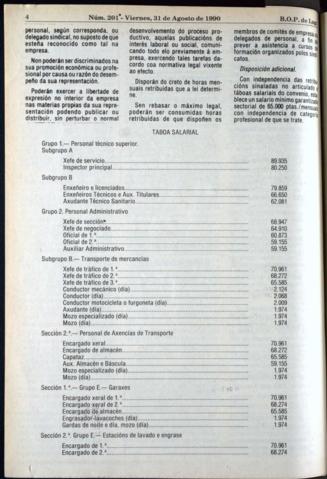 4
Núm. 201 - Viernes, 31 de Agosto de 1990
B.O.P. de Lugo
personal, según corresponda, ou
delegado sindical, no suposto de que
esteña reconocido como tal na
empresa.
Non poderán ser discriminados na
sua promoción económica ou profe-
sional por causa ou razón do desem-
peño da sua representación.
Poderán exercer a libertade de
expresión no interior da empresa
nas materias propias da sua repre-
sentación podendo publicar ou
distribuir, sin perturbar o normal
desenvolvemento do proceso pro-
ductivo, aquelas publicacións de
interés laboral ou social, comuni-
cando todo elo previamente á em-
presa, exercendo tales tarefas da-
cordo coa normativa legal vixente
ao efecto.
Disporán do creto de horas men-
suais retribuidas que a lei determi-
ne.
Sen rebasar o máximo legal,
poderán ser consumidas horas
retribuidas de que dispoñen os
membros de comités de empresa
delegados de personal, a fin
prever a asistencia a cursos
formación organizados polos
catos.
Disposición adicional.
Con independencia das
cións sinaladas no articulado
táboas salariais do convenio,
blece un salario mínimo
sectorial de 65.000 ptas./mensuais
con independencia de categoría
profesional de que se trate.
TABOA SALARIAL
Grupo 1.— Personal técnico superior.
Subgrupo A
Xefe de servicio 89.935
Inspector principal 80.250
Subgrupo B
Enxeñeiro e licenciados 79.859
Enxeñeiros Técnicos e Aux. Titulares 66.650
Axudante Técnico Sanitario 62.081
Grupo 2. Personal Administrativo
Xefe de sección 68.947
Xefe de negociado 64.910
Oficial de 1.ª 60.873
Oficial de 2.ª 59.155
Auxiliar Administrativo 59.155
Subgrupo B.— Transporte de mercancias
Xefe de tráfico de 1.ª 70.961
Xefe de tráfico de 2.ª 68.272
Xefe de tráfico de 3.ª 65.585
Conductor mecánico (día) 2.124
Conductor (día) 2.068
Conductor motocicleta o furgoneta (día) 2.009
Axudante (día) 1.974
Mozo especializado (día) 1.974
Mozo (día) 1.974
Sección 2.ª.— Personal de Axencias de Transporte
Encargado xeral 70.961
Encargado de almacén 68.272
Capataz 65.585
Aux. Almacén e Báscula 59.155
Mozo especializado (día) 1.974
Mozo (día) 1.974
Sección 1.ª.— Grupo E.— Garaxes
Encargado xeral de 1.ª 70.961
Encargado xeral de 2.ª 68.272
Encargado de almacén 65.585
Engrasador-lavacoches (día) 1.974
Gardas de noite e día, mozo (día) 1.974
Sección 2.ª Grupo E.— Estacións de lavado e engrase
Encargado de 1.ª 70.961
Encargado de 2.ª 68.274